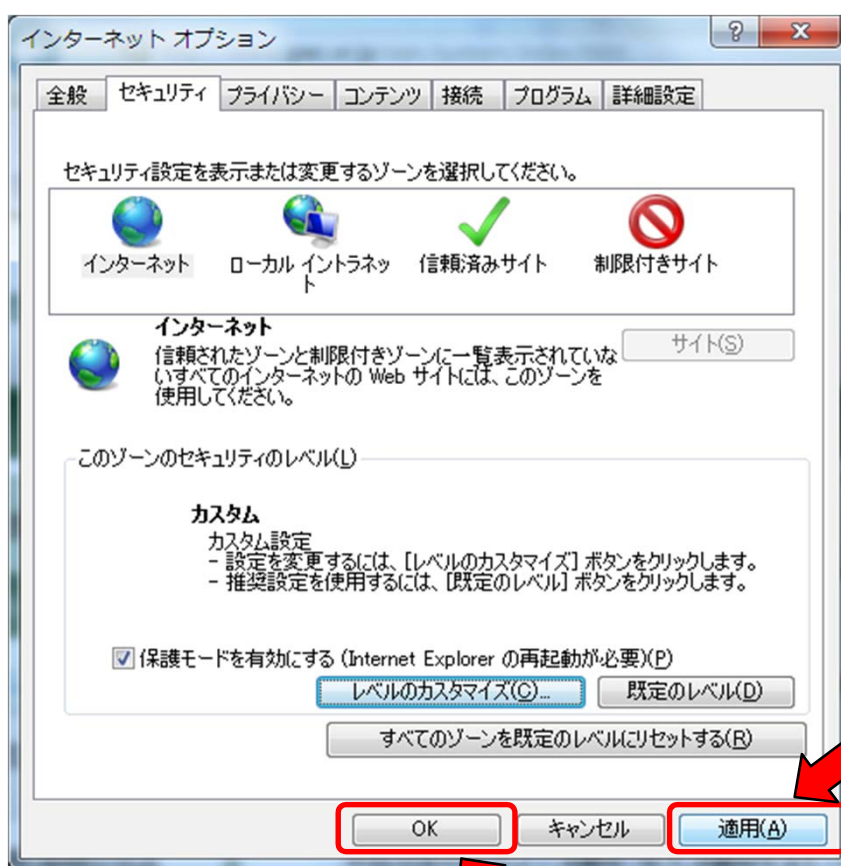 インターネット オプション
全般 セキュリティ プライバシー コンテンツ 接続 プログラム 詳細設定
セキュリティ設定を表示または変更するゾーンを選択してください。
インターネット ローカル イントラネッ 信頼済みサイト 制限付きサイト
ト
インターネット
サイト(S)
信頼されたゾーンと制限付きゾーンに一覧表示されていな
いすべてのインターネットの Web サイトには、このゾーンを
使用してください。
このゾーンのセキュリティのレベル(L)
カスタム
カスタム設定
- 設定を変更するには、[レベルのカスタマイズ] ボタンをクリックします。
- 推奨設定を使用するには、[既定のレベル] ボタンをクリックします。
保護モードを有効にする (Internet Explorer の再起動が必要)(P)
レベルのカスタマイズ(C)... 既定のレベル(D)
すべてのゾーンを既定のレベルにリセットする(R)
OK キャンセル 適用(A)